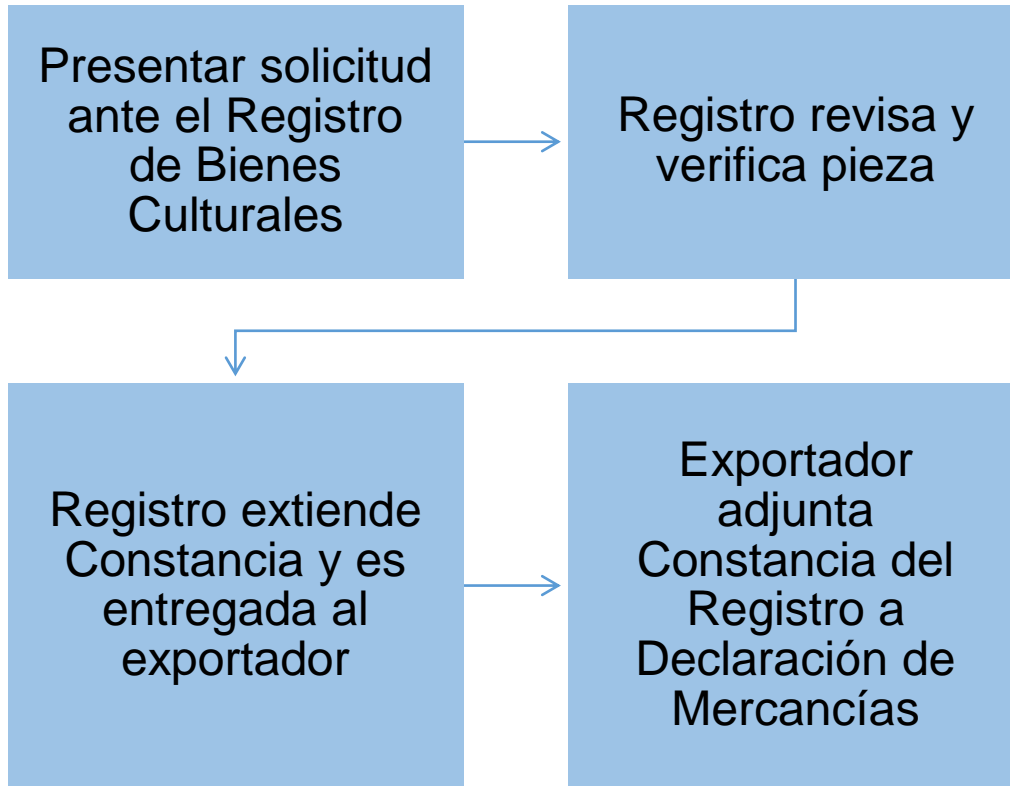 Presentar solicitud
ante el Registro
de Bienes
Culturales
Registro revisa y
verifica pieza
Registro extiende
Constancia y es
entregada al
exportador
Exportador
adjunta
Constancia del
Registro a
Declaración de
Mercancías